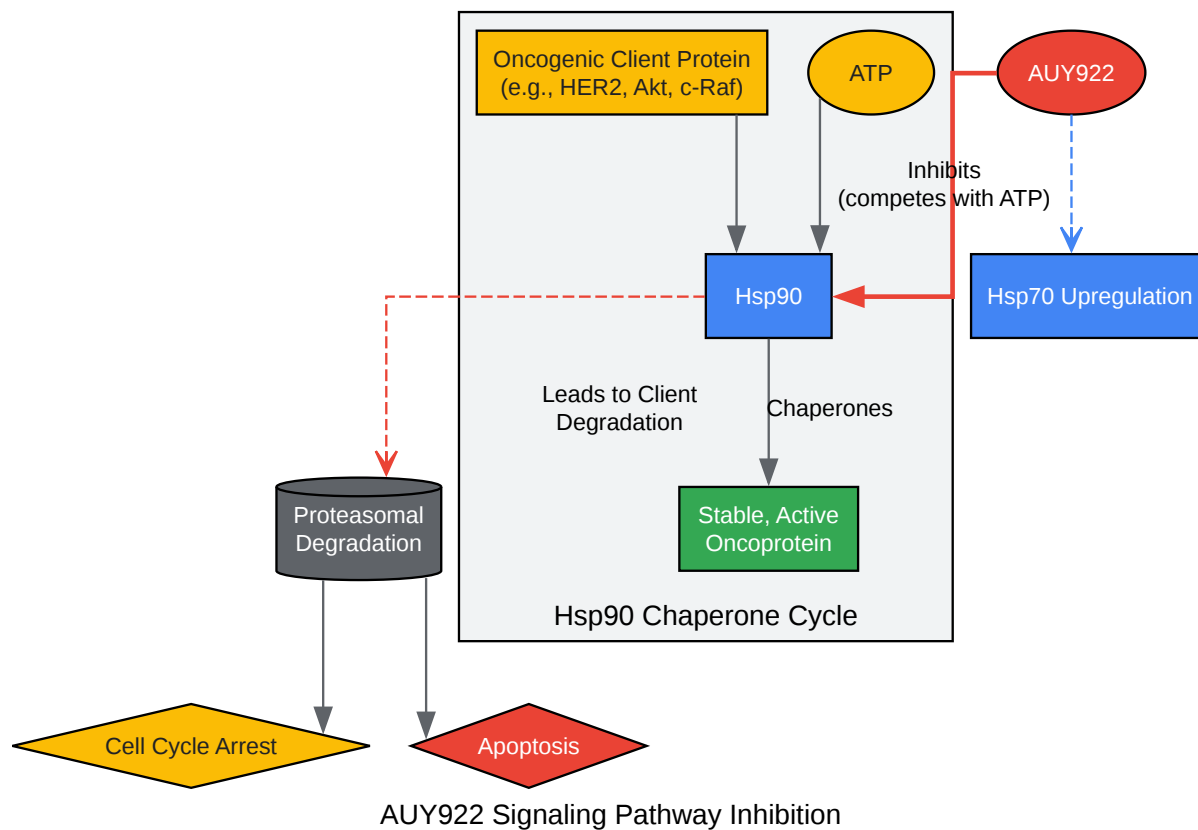 Oncogenic Client Protein
(e.g., HER2, Akt, c-Raf)
ATP
AUY922
Inhibits
(competes with ATP)
Hsp90
Hsp70 Upregulation
Leads to Client
Degradation
Chaperones
Proteasomal
Degradation
Stable, Active
Oncoprotein
Hsp90 Chaperone Cycle
Cell Cycle Arrest
Apoptosis
AUY922 Signaling Pathway Inhibition